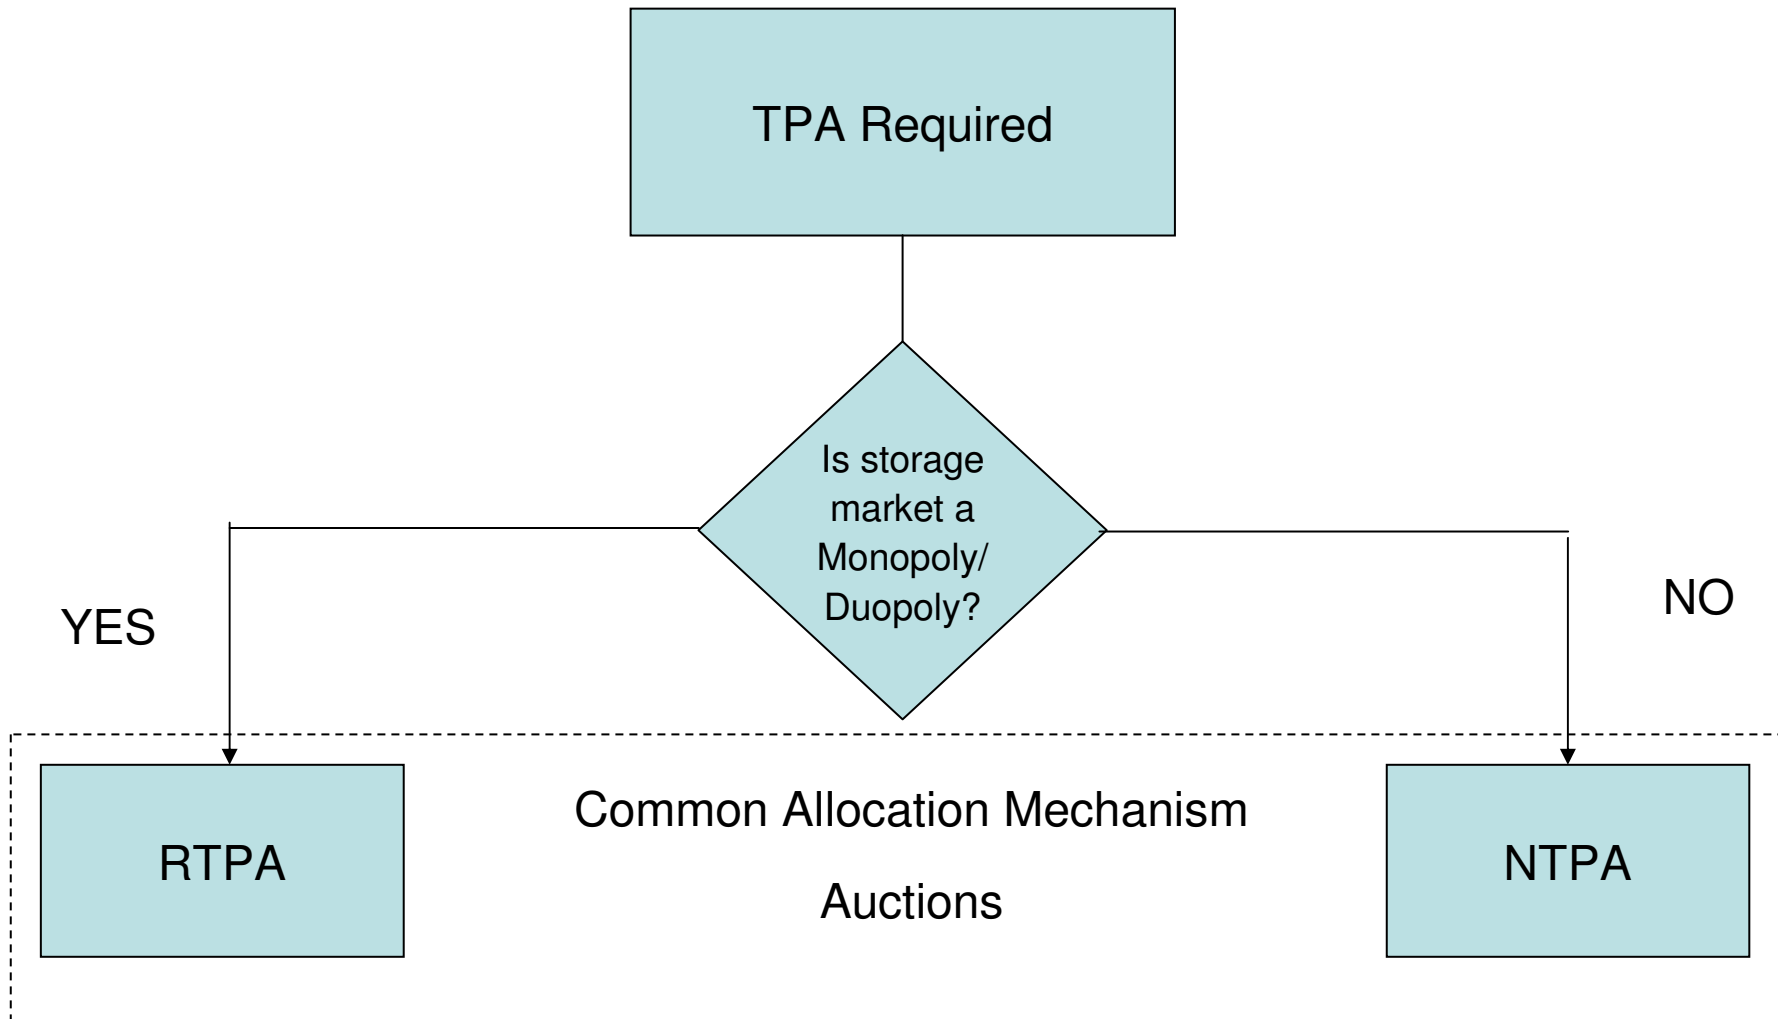 TPA Required
Is storage
market a
Monopoly/
Duopoly?
YES
NO
Common Allocation Mechanism
RTPA
NTPA
Auctions